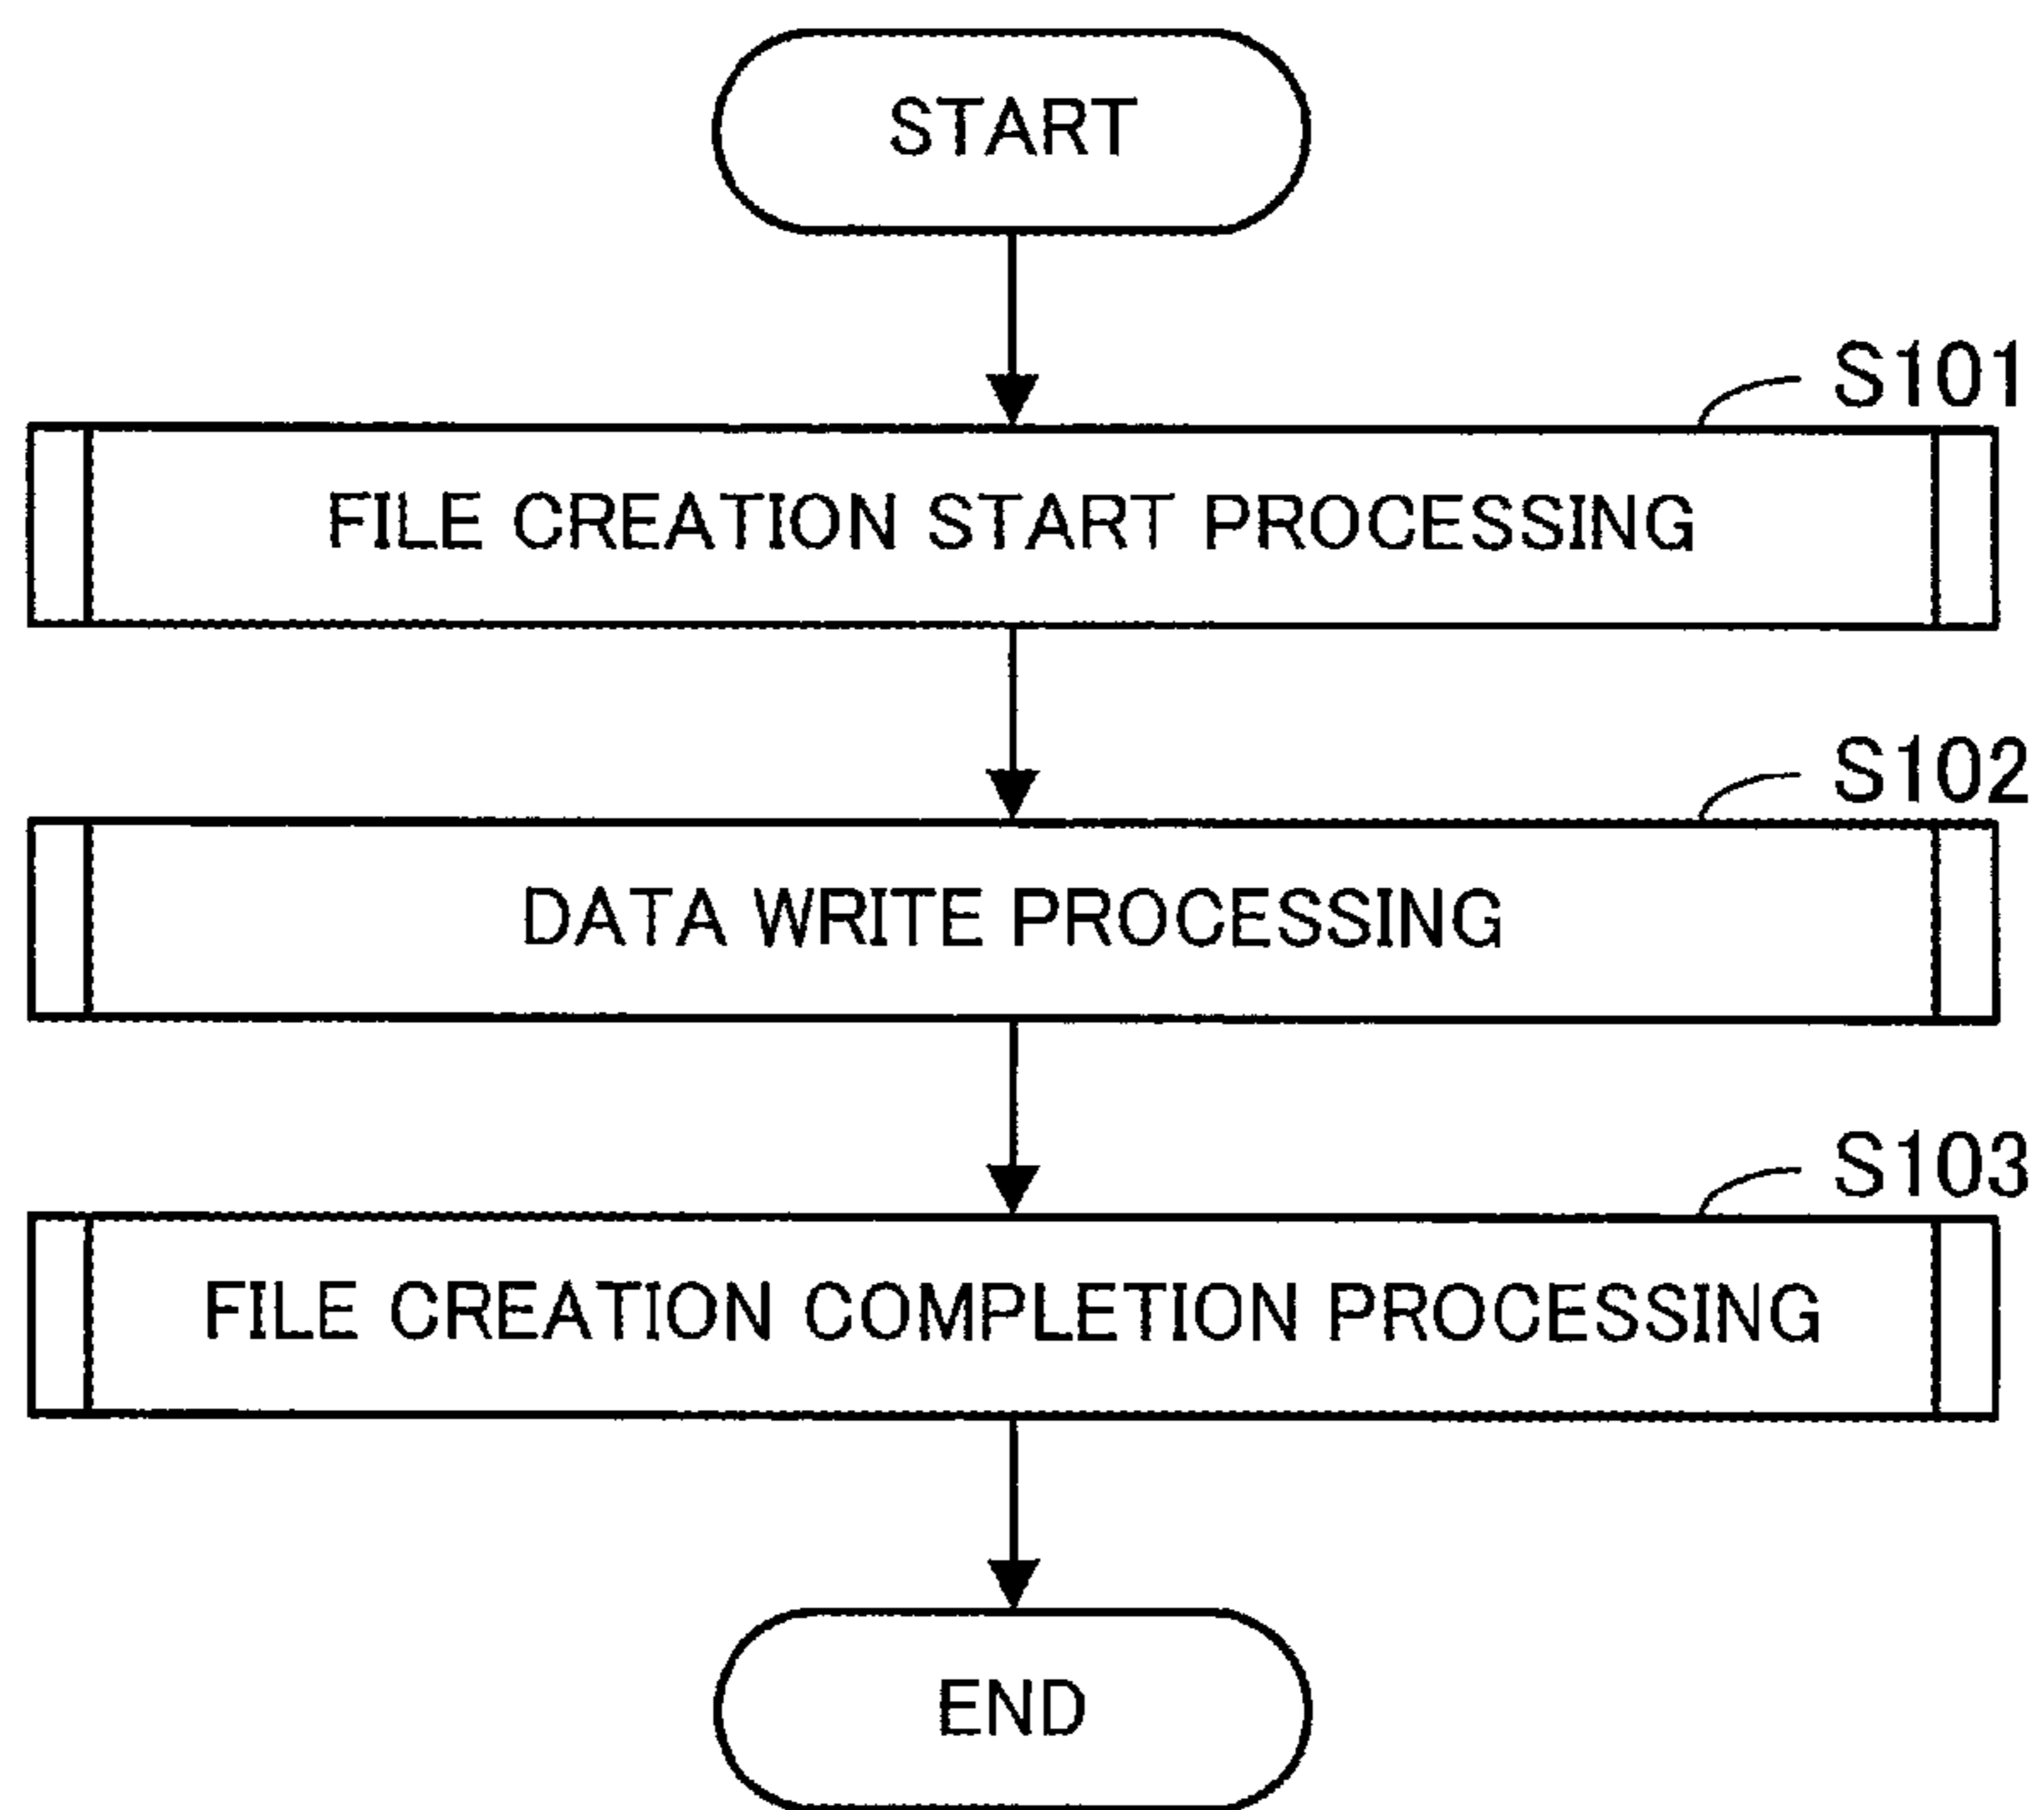 START
S101
FILE CREATION START PROCESSING
S102
DATA WRITE PROCESSING
S103
FILE CREATION COMPLETION PROCESSING
END